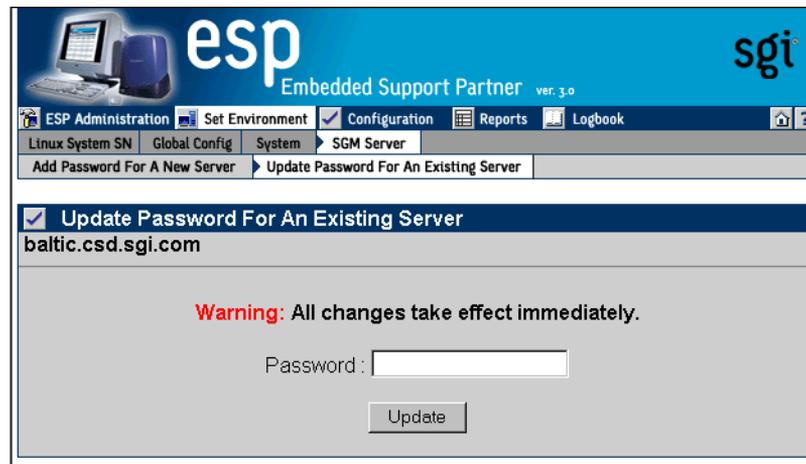 esp
sgi
Embedded Support Partner ver. 3.0
ESP Administration Set Environment Configuration Reports Logbook ?
Linux System SN Global Config System SGM Server
Add Password For A New Server Update Password For An Existing Server
Update Password For An Existing Server
baltic.csd.sgi.com
Warning: All changes take effect immediately.
Password :
Update